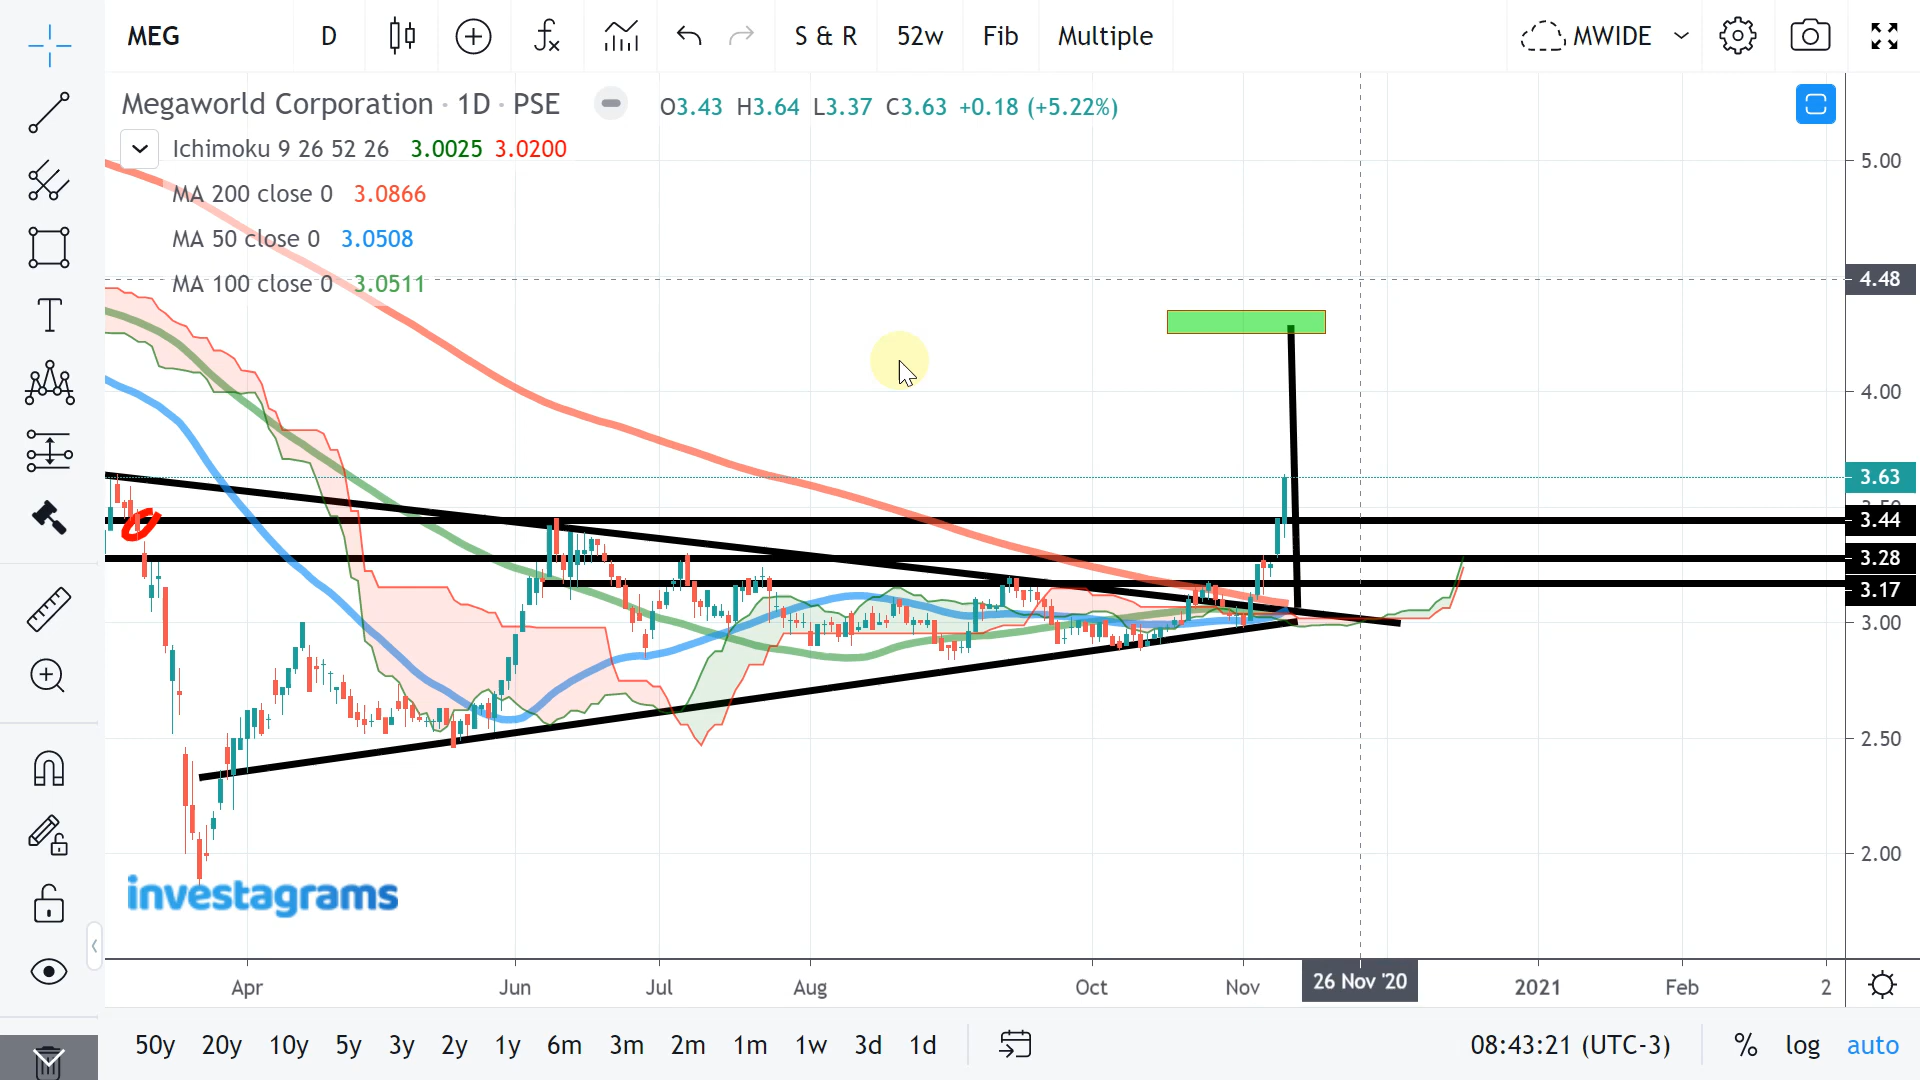 MEG D S & R 52w Fib Multiple MWIDE
Megaworld Corporation · 1D · PSE O3.43 H3.64 L3.37 C3.63 +0.18 (+5.22%)
Ichimoku 9 26 52 26 3.0025 3.0200
MA 200 close 0 3.0866
MA 50 close 0 3.0508
MA 100 close 0 3.0511
5.00
4.48
4.00
3.63
3.44
3.28
3.17
3.00
2.50
2.00
investagrams
Apr Jun Jul Aug Oct Nov 26 Nov '20 2021 Feb 2
50y 20y 10y 5y 3y 2y 1y 6m 3m 2m 1m 1w 3d 1d 08:43:21 (UTC-3) % log auto